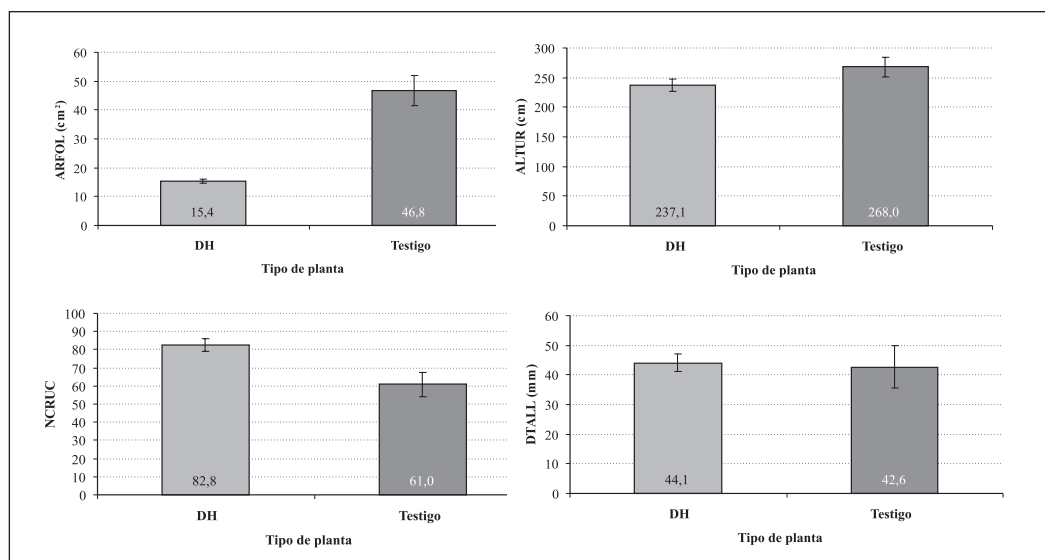 60
50
40
30
20
10
0
ARFOL (cm²)
15,4
46,8
DH
Testigo
Tipo de planta
300
250
200
150
100
50
0
ALTUR (cm)
237,1
268,0
DH
Testigo
Tipo de planta
100
90
80
70
60
50
40
30
20
10
0
NCRUC
82,8
61,0
DH
Testigo
Tipo de planta
60
50
40
30
20
10
0
DTALL (mm)
44,1
42,6
DH
Testigo
Tipo de planta